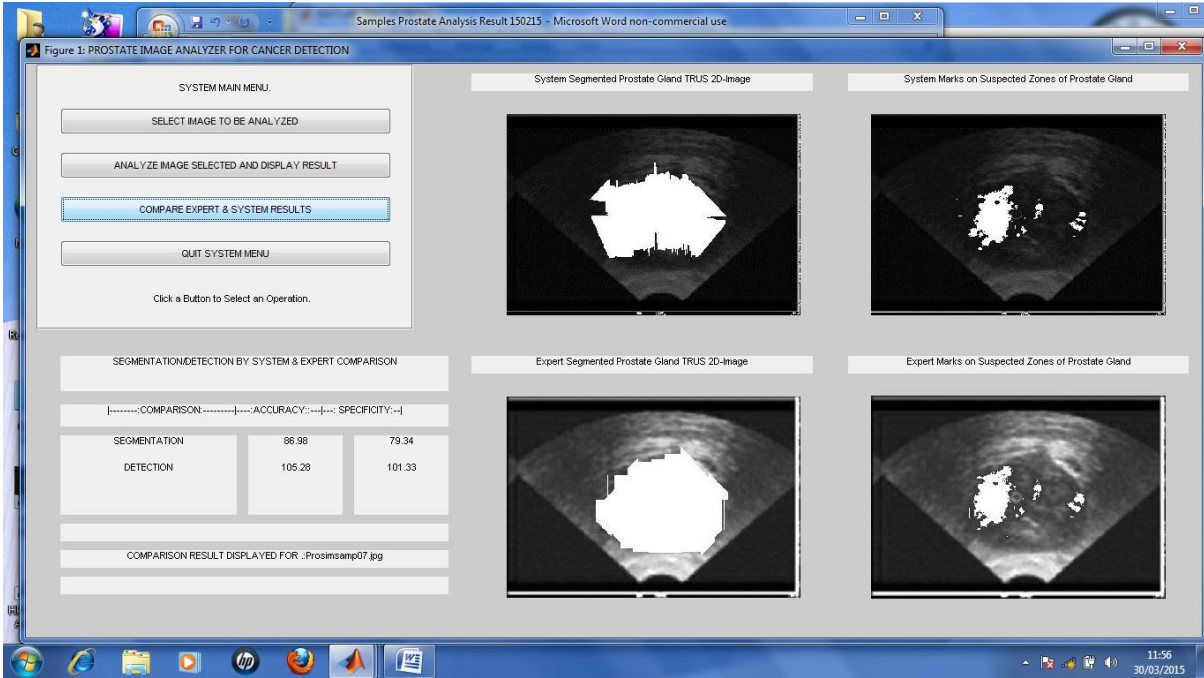 Samples Prostate Analysis Result 150215 - Microsoft Word non-commercial use
Figure 1: PROSTATE IMAGE ANALYZER FOR CANCER DETECTION
SYSTEM MAIN MENU.
SELECT IMAGE TO BE ANALYZED
ANALYZE IMAGE SELECTED AND DISPLAY RESULT
COMPARE EXPERT & SYSTEM RESULTS
QUIT SYSTEM MENU
Click a Button to Select an Operation.
System Segmented Prostate Gland TRUS 2D-Image
System Marks on Suspected Zones of Prostate Gland
SEGMENTATION/DETECTION BY SYSTEM & EXPERT COMPARISON
|--------:COMPARISON:---------|----:ACCURACY::---|---: SPECIFICITY:--|
SEGMENTATION 86.98 79.34
DETECTION 105.28 101.33
COMPARISON RESULT DISPLAYED FOR .:Prosimsamp07.jpg
Expert Segmented Prostate Gland TRUS 2D-Image
Expert Marks on Suspected Zones of Prostate Gland
hp
11:56
30/03/2015